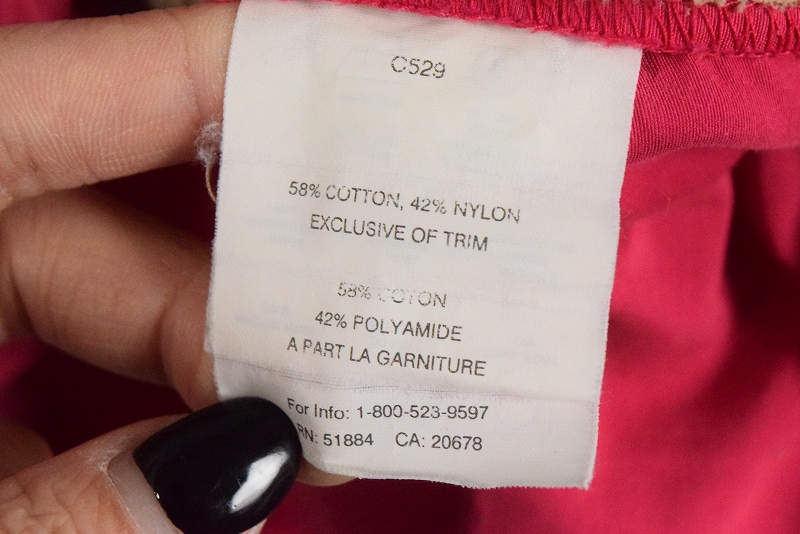 C529
58% COTTON, 42% NYLON
EXCLUSIVE OF TRIM
58% COTON
42% POLYAMIDE
A PART LA GARNITURE
For Info: 1-800-523-9597
RN: 51884 CA: 20678